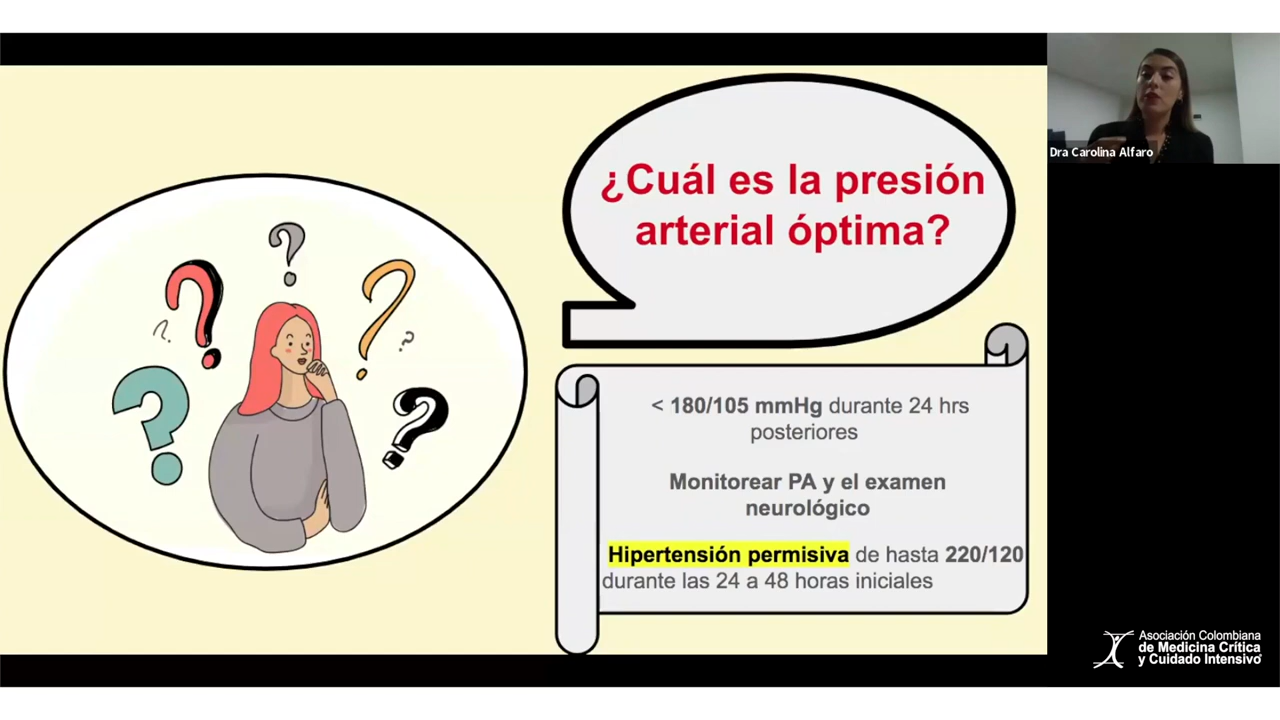 ¿Cuál es la presión
arterial óptima?
< 180/105 mmHg durante 24 hrs
posteriores
Monitorear PA y el examen
neurológico
Hipertensión permisiva de hasta 220/120
durante las 24 a 48 horas iniciales
Dra Carolina Alfaro
Asociación Colombiana
de Medicina Crítica
y Cuidado Intensivo